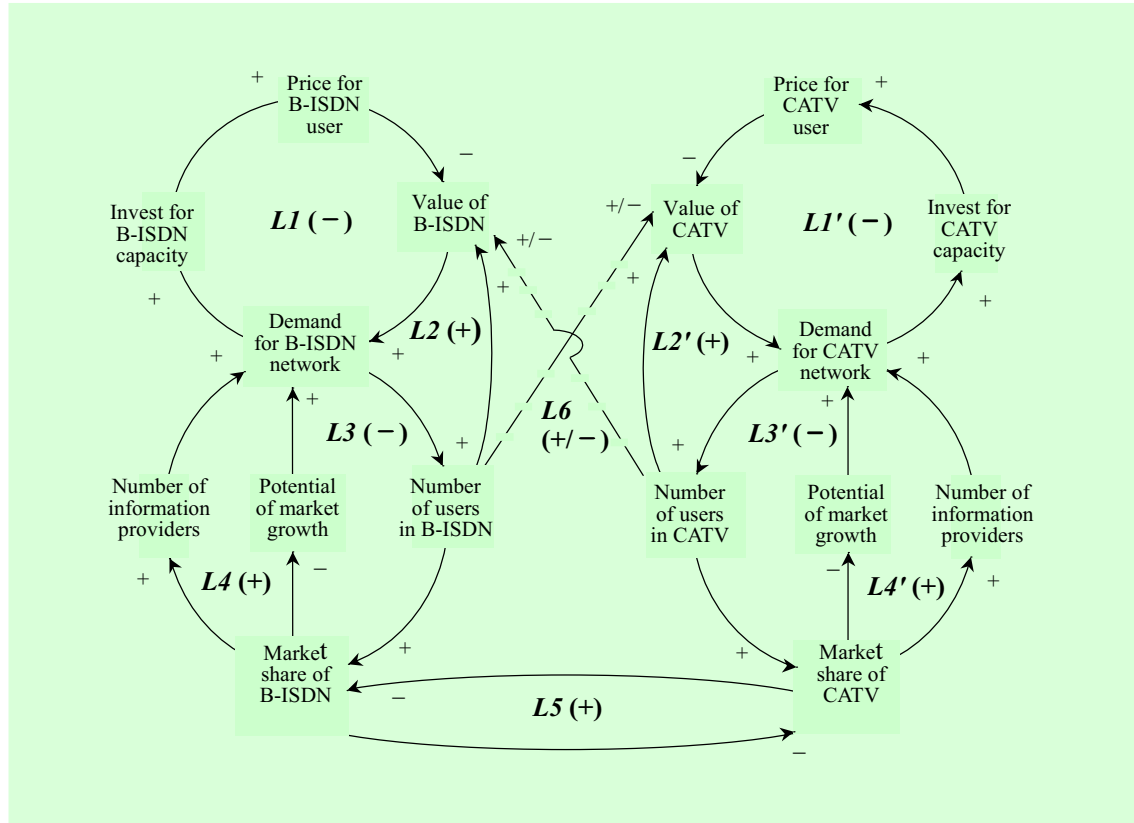 +
Price for
B-ISDN
user
–
Invest for
B-ISDN
capacity
+
L1 (–)
Value of
B-ISDN
+/–
+
Demand
for B-ISDN
network
+
+
+
L2 (+)
L3 (–)
+
Number of
information
providers
+
Potential
of market
growth
–
Number
of users
in B-ISDN
L4 (+)
Market
share of
B-ISDN
+
–
L5 (+)
L6
(+/–)
Price for
CATV
user
+
–
+/–
Value of
CATV
+
L1' (–)
Invest for
CATV
capacity
+
L2' (+)
Demand
for CATV
network
+
+
+
L3' (–)
+
Number
of users
in CATV
Potential
of market
growth
–
Number of
information
providers
+
L4' (+)
+
Market
share of
CATV
–